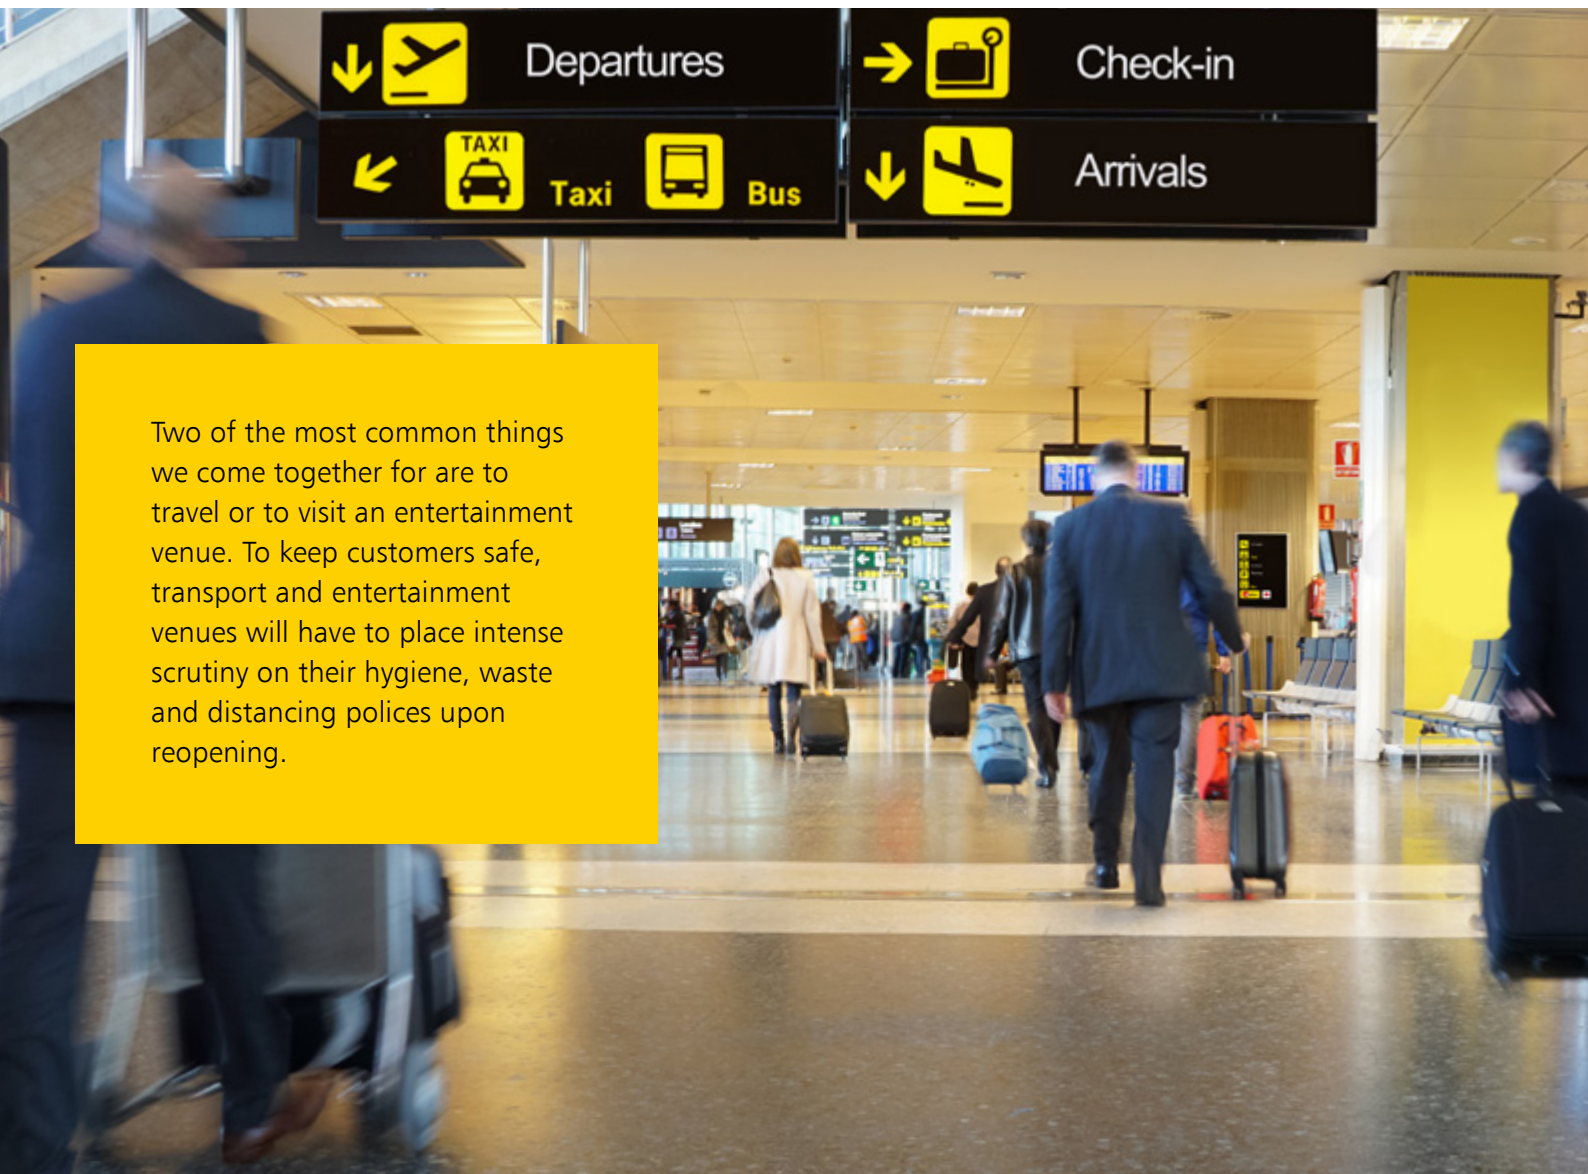 Departures
Check-in
TAXI
Taxi
Bus
Arrivals
Two of the most common things
we come together for are to
travel or to visit an entertainment
venue. To keep customers safe,
transport and entertainment
venues will have to place intense
scrutiny on their hygiene, waste
and distancing polices upon
reopening.